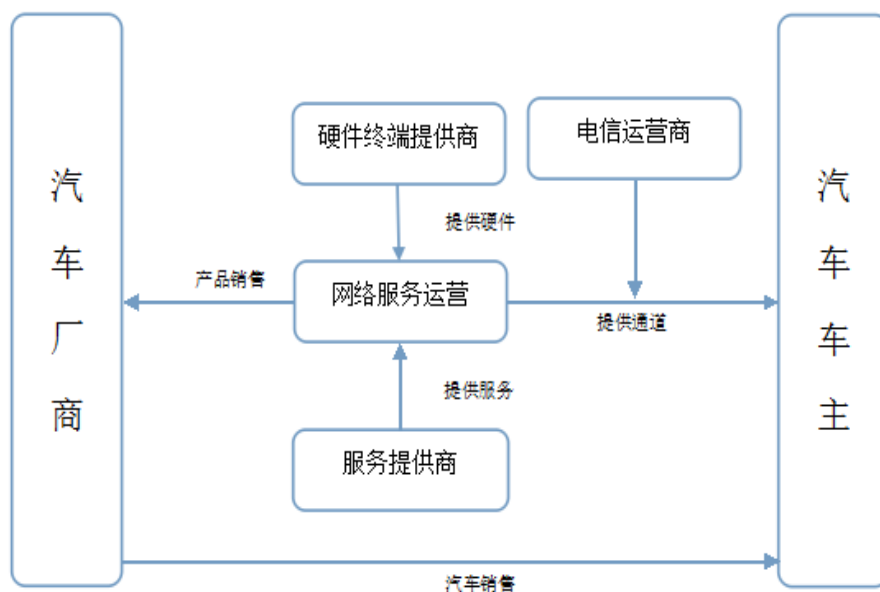 汽车厂商
硬件终端提供商
电信运营商
汽车车主
提供硬件
产品销售
网络服务运营
提供通道
提供服务
服务提供商
汽车销售